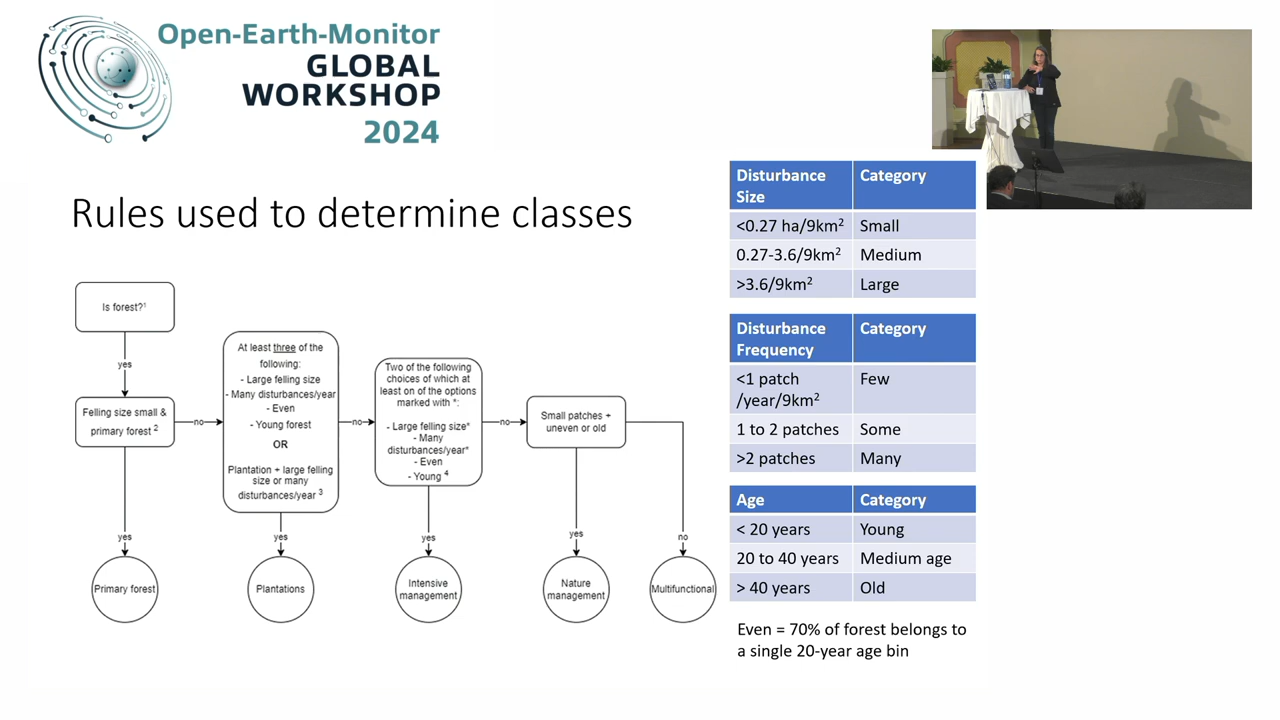 Open-Earth-Monitor
GLOBAL
WORKSHOP
2024
Rules used to determine classes
Is forest?¹
yes
Felling size small &
primary forest ²
no
yes
Primary forest
At least three of the
following:
- Large felling size
- Many disturbances/year
- Even
- Young forest
OR
Plantation + large felling
size or many
disturbances/year ³
no
yes
Plantations
Two of the following
choices of which at
least on of the options
marked with *:
- Large felling size*
- Many
disturbances/year*
- Even
- Young ⁴
no
yes
Intensive
management
Small patches +
uneven or old
yes
Nature
management
no
Multifunctional
Disturbance Size Category
<0.27 ha/9km² Small
0.27-3.6/9km² Medium
>3.6/9km² Large
Disturbance Frequency Category
<1 patch /year/9km² Few
1 to 2 patches Some
>2 patches Many
Age Category
< 20 years Young
20 to 40 years Medium age
> 40 years Old
Even = 70% of forest belongs to
a single 20-year age bin